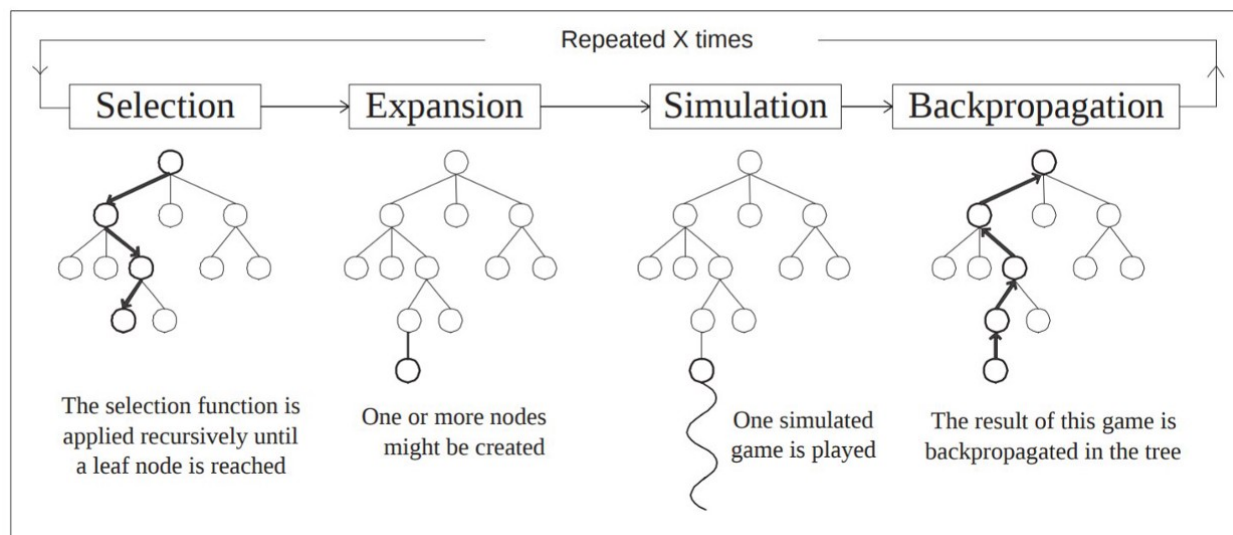 Repeated X times
Selection
Expansion
Simulation
Backpropagation
The selection function is
applied recursively until
a leaf node is reached
One or more nodes
might be created
One simulated
game is played
The result of this game is
backpropagated in the tree